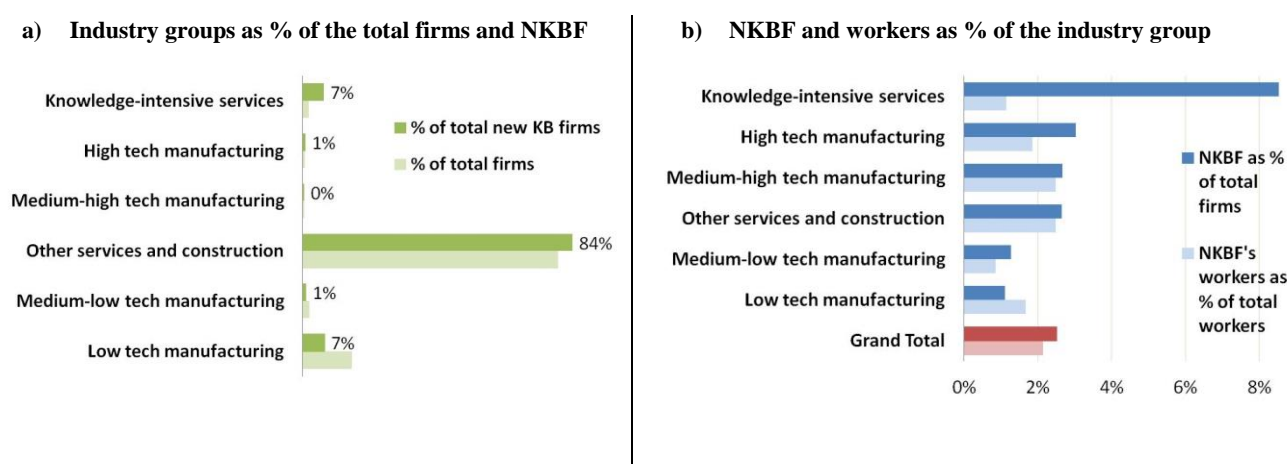 a) Industry groups as % of the total firms and NKBF
Knowledge-intensive services
7%
High tech manufacturing
1%
Medium-high tech manufacturing
0%
Other services and construction
84%
Medium-low tech manufacturing
1%
Low tech manufacturing
7%
% of total new KB firms
% of total firms
b) NKBF and workers as % of the industry group
Knowledge-intensive services
High tech manufacturing
Medium-high tech manufacturing
Other services and construction
Medium-low tech manufacturing
Low tech manufacturing
Grand Total
NKBF as %
of total
firms
NKBF's
workers as
% of total
workers
0% 2% 4% 6% 8%